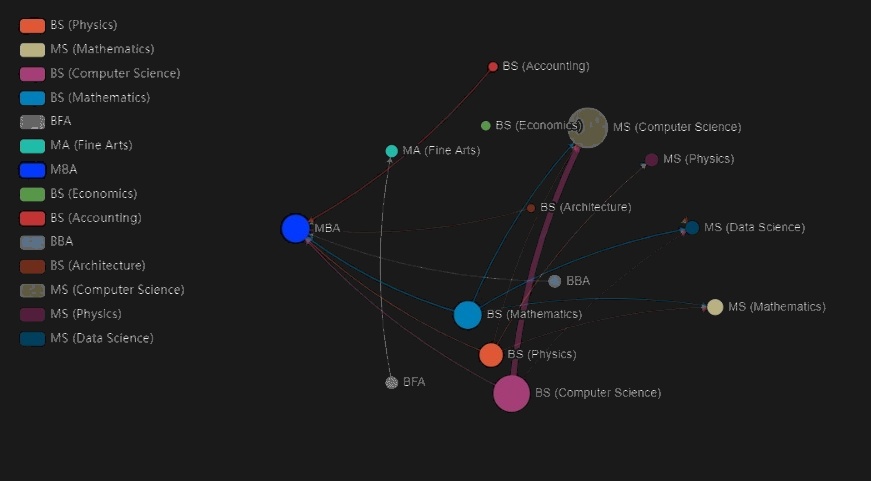 BS (Physics)
MS (Mathematics)
BS (Computer Science)
BS (Mathematics)
BFA
MA (Fine Arts)
MBA
BS (Economics)
BS (Accounting)
BBA
BS (Architecture)
MS (Computer Science)
MS (Physics)
MS (Data Science)
BS (Accounting)
BS (Economics)
MS (Computer Science)
MA (Fine Arts)
MS (Physics)
BS (Architecture)
MBA
MS (Data Science)
BBA
MS (Mathematics)
BS (Mathematics)
BS (Physics)
BFA
BS (Computer Science)